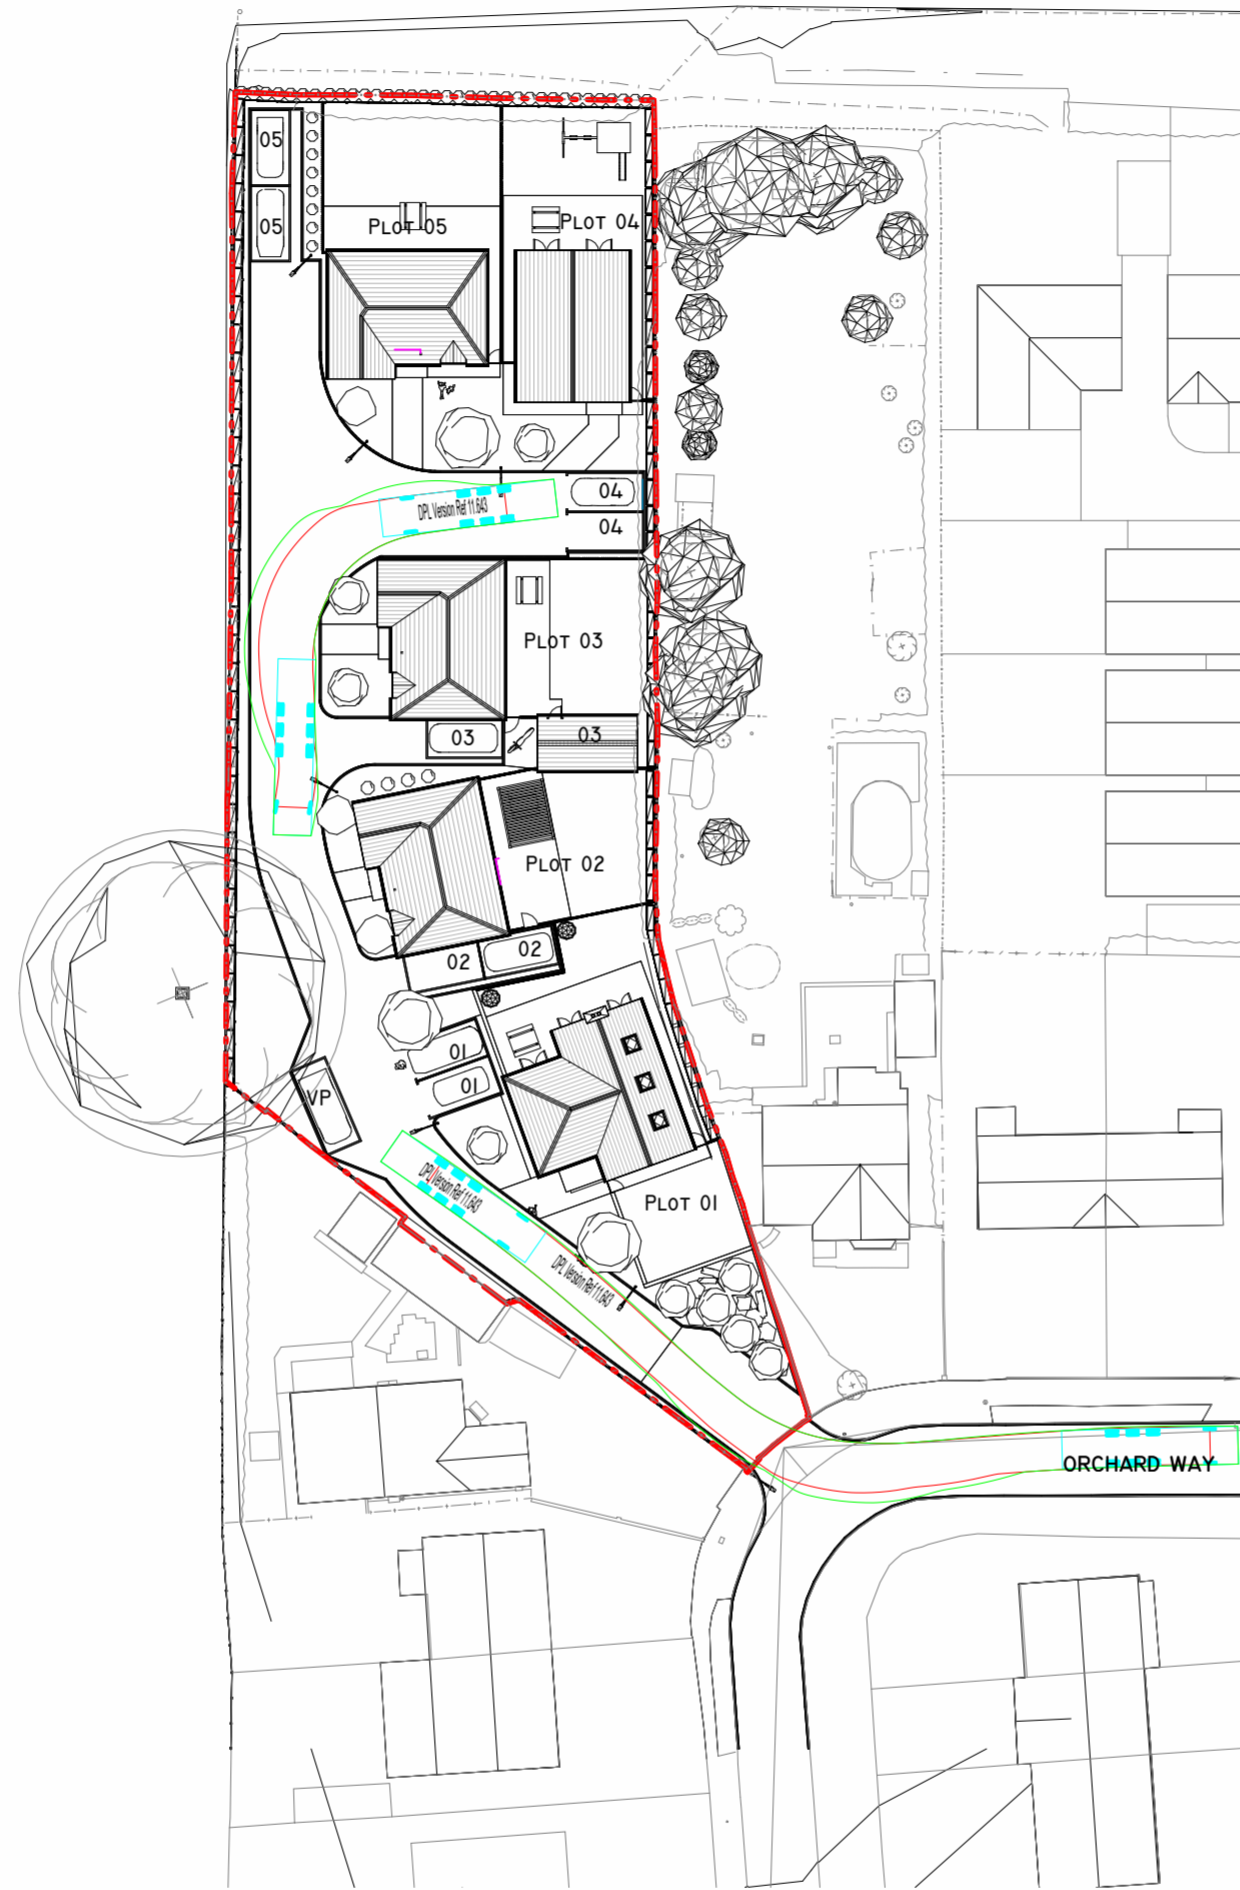 05
05
PLOT 05
PLOT 04
04
DPL Version Ref 11.643
04
PLOT 03
03
03
PLOT 02
02
02
01
01
VP
DPL Version Ref 11.643
PLOT 01
DPL Version Ref 11.643
ORCHARD WAY